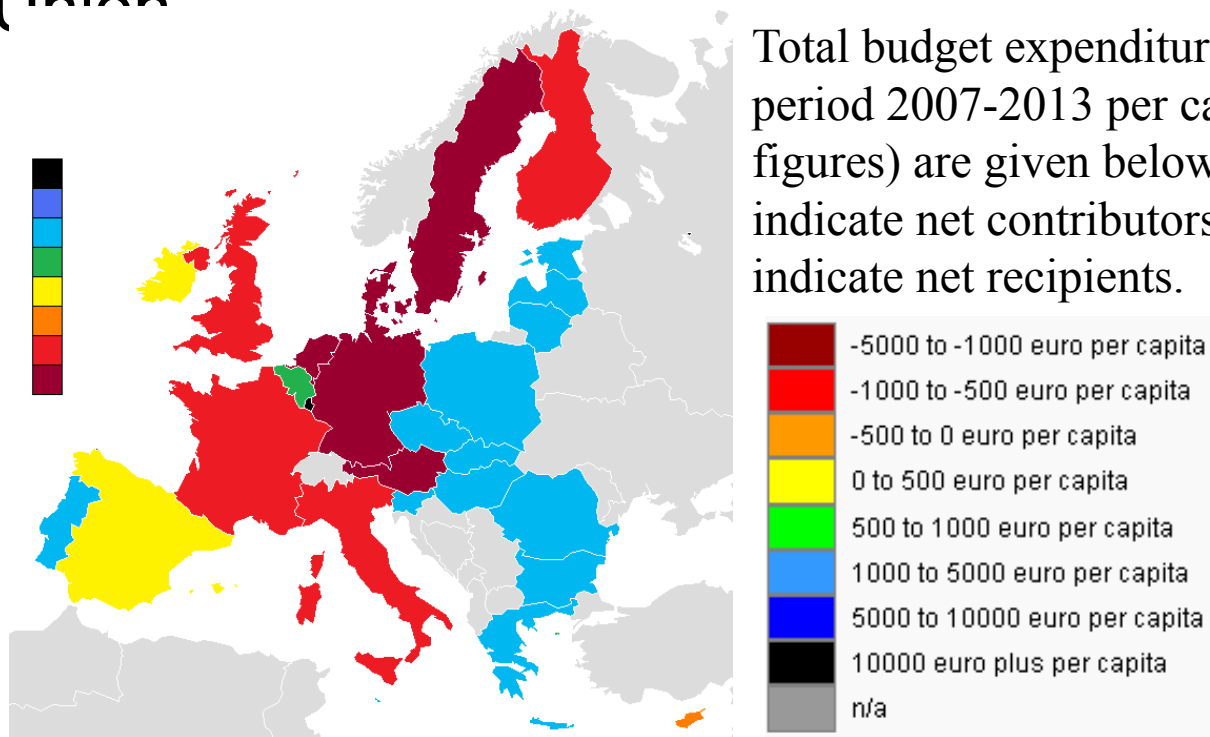 Total budget expenditur
period 2007-2013 per ca
figures) are given below
indicate net contributors
indicate net recipients.
-5000 to -1000 euro per capita
-1000 to -500 euro per capita
-500 to 0 euro per capita
0 to 500 euro per capita
500 to 1000 euro per capita
1000 to 5000 euro per capita
5000 to 10000 euro per capita
10000 euro plus per capita
n/a